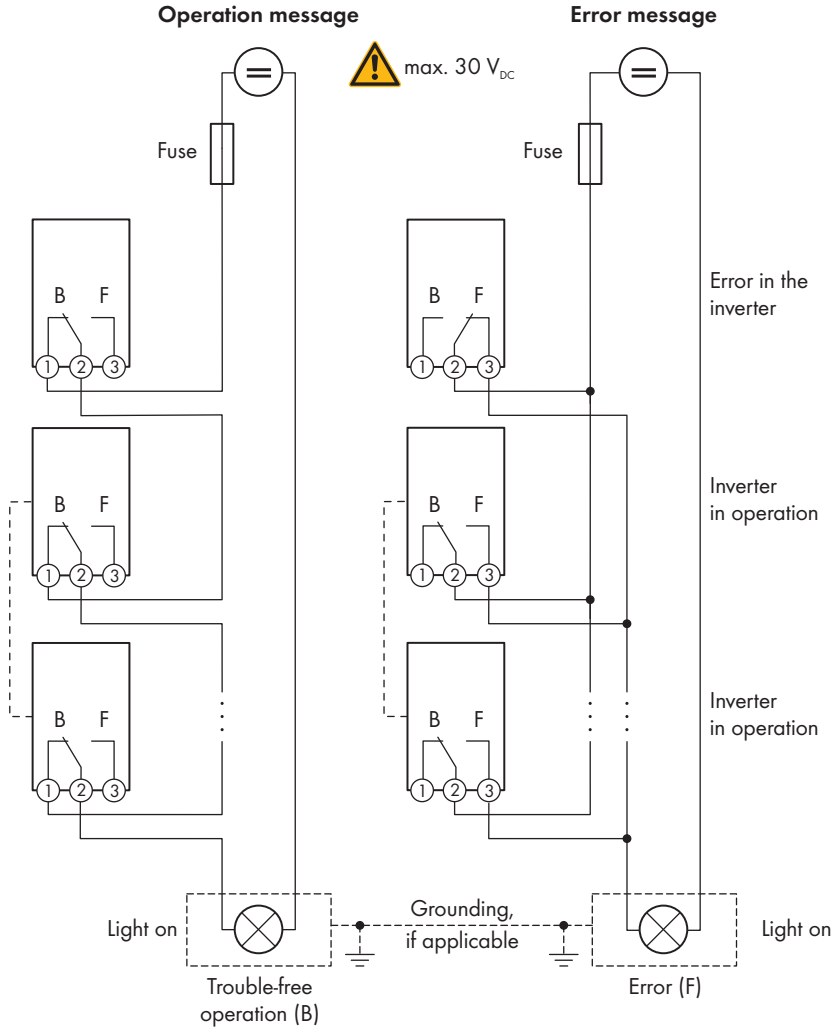 Operation message
Error message
max. 30 V_DC
Fuse
Fuse
B F
1 2 3
B F
1 2 3
Error in the
inverter
B F
1 2 3
B F
1 2 3
Inverter
in operation
B F
1 2 3
B F
1 2 3
Inverter
in operation
Light on
Grounding,
if applicable
Light on
Trouble-free
operation (B)
Error (F)